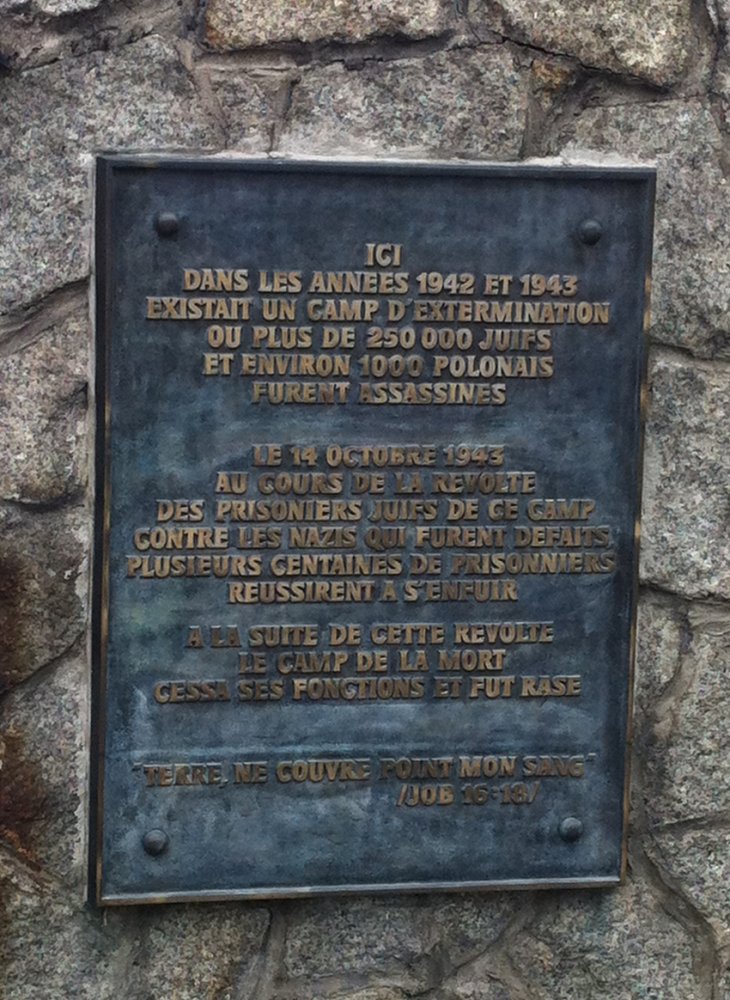 ICI
DANS LES ANNEES 1942 ET 1943
EXISTAIT UN CAMP D'EXTERMINATION
OU PLUS DE 250 000 JUIFS
ET ENVIRON 1000 POLONAIS
FURENT ASSASSINES
LE 14 OCTOBRE 1943
AU COURS DE LA REVOLTE
DES PRISONIERS JUIFS DE CE CAMP
CONTRE LES NAZIS QUI FURENT DEFAITS,
PLUSIEURS CENTAINES DE PRISONNIERS
REUSSIRENT A S'ENFUIR
A LA SUITE DE CETTE REVOLTE
LE CAMP DE LA MORT
CESSA SES FONCTIONS ET FUT RASE
"TERRE, NE COUVRE POINT MON SANG"
/JOB 16-18/